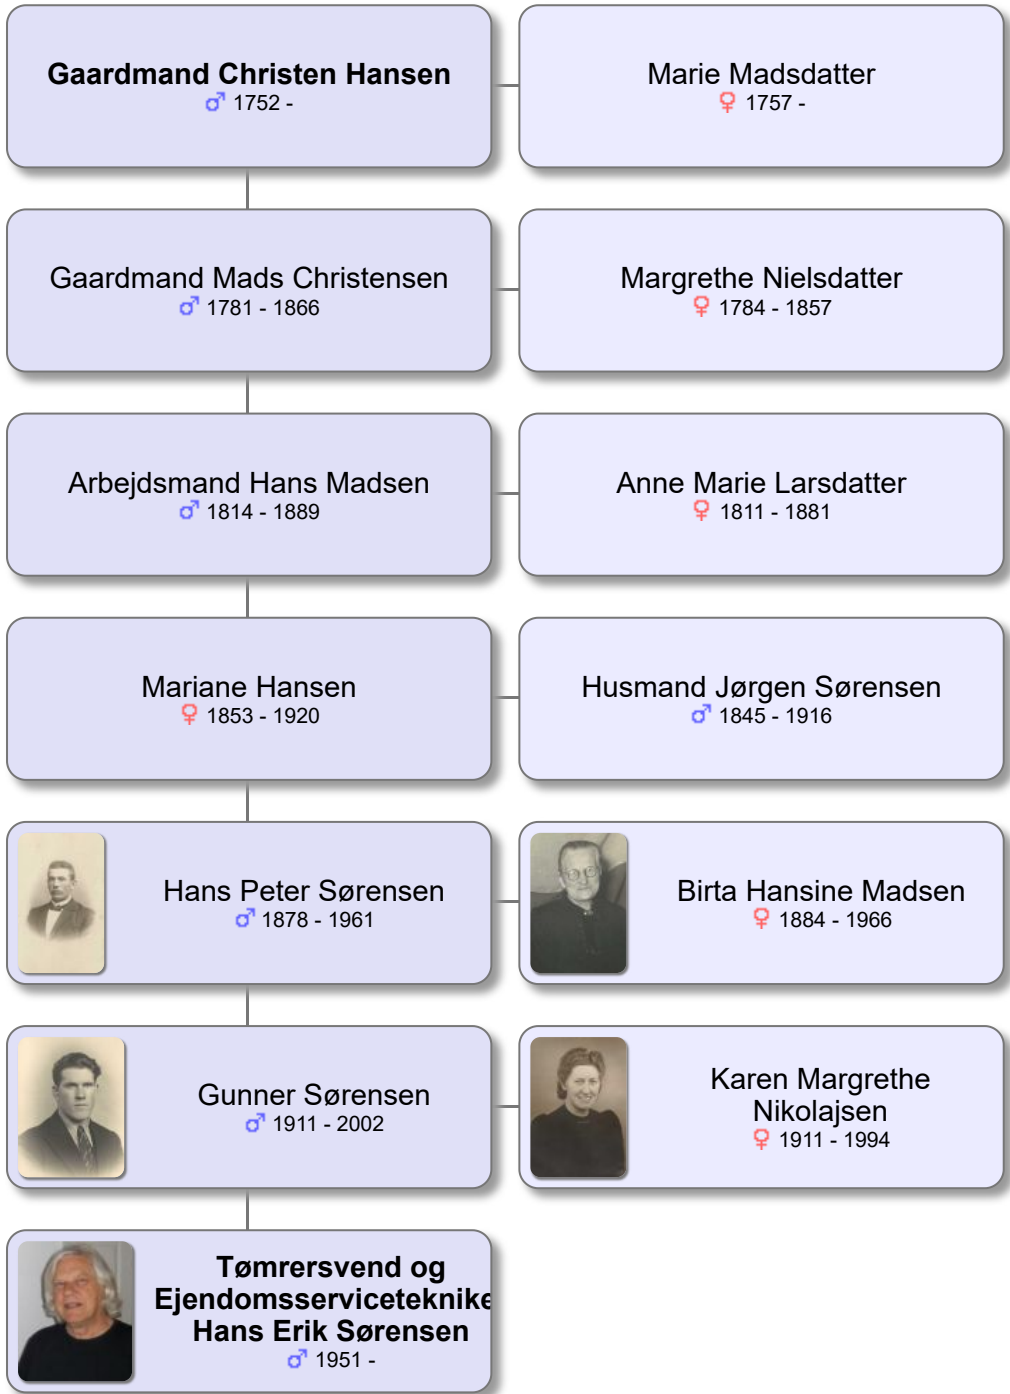 Gaardmand Christen Hansen
♂ 1752 -
Marie Madsdatter
♀ 1757 -
Gaardmand Mads Christensen
♂ 1781 - 1866
Margrethe Nielsdatter
♀ 1784 - 1857
Arbejdsmand Hans Madsen
♂ 1814 - 1889
Anne Marie Larsdatter
♀ 1811 - 1881
Mariane Hansen
♀ 1853 - 1920
Husmand Jørgen Sørensen
♂ 1845 - 1916
Hans Peter Sørensen
♂ 1878 - 1961
Birta Hansine Madsen
♀ 1884 - 1966
Gunner Sørensen
♂ 1911 - 2002
Karen Margrethe
Nikolajsen
♀ 1911 - 1994
Tømrersvend og
Ejendomsserviceteknike
Hans Erik Sørensen
♂ 1951 -